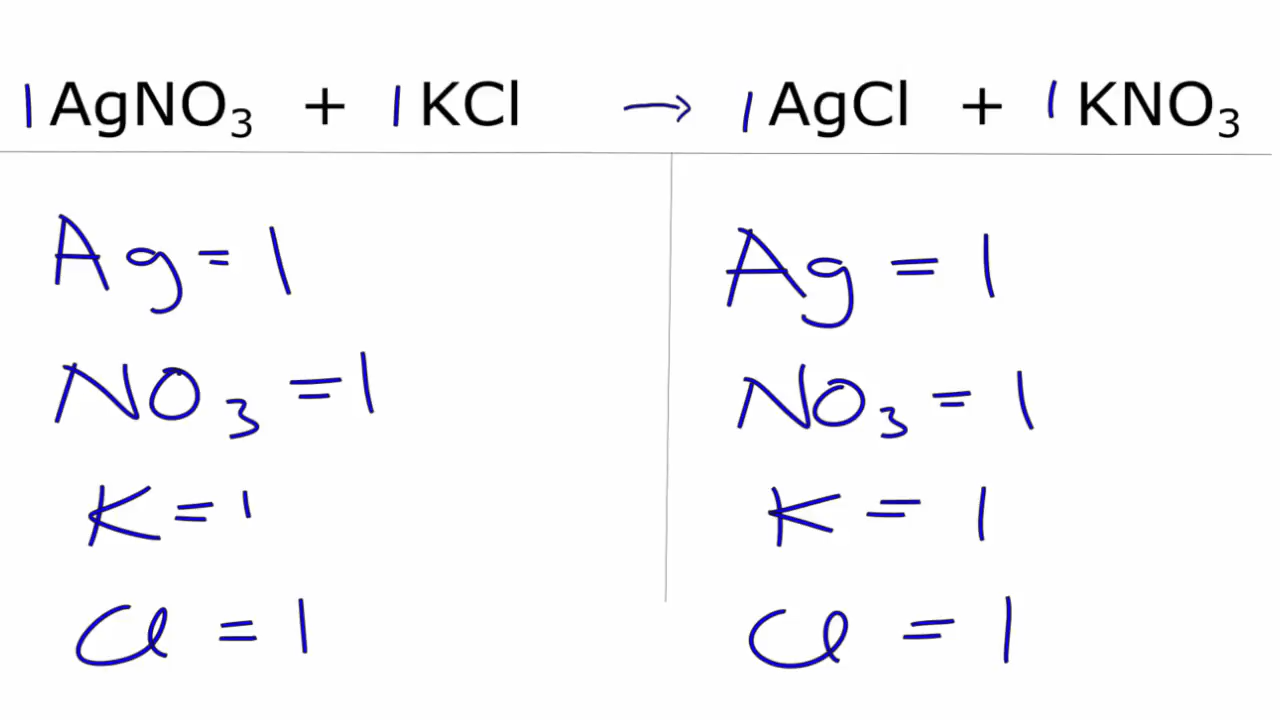 1 AgNO₃ + 1 KCl → 1 AgCl + 1 KNO₃
Ag = 1
NO₃ = 1
K = 1
Cl = 1
Ag = 1
NO₃ = 1
K = 1
Cl = 1